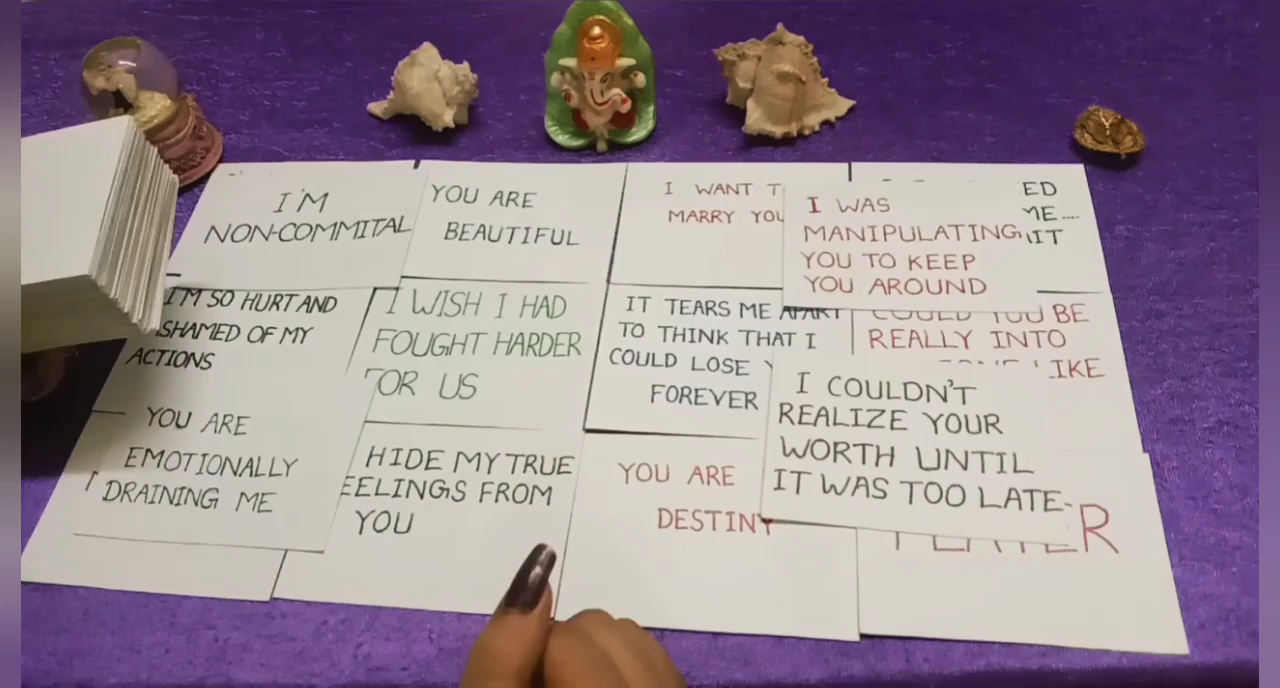 I'M
NON-COMMITAL
YOU ARE
BEAUTIFUL
I WANT
MARRY YOU
I WAS
MANIPULATING
YOU TO KEEP
YOU AROUND
ED
ME....
IT
I'M SO HURT AND
ASHAMED OF MY
ACTIONS
I WISH I HAD
FOUGHT HARDER
FOR US
IT TEARS ME APART
TO THINK THAT I
COULD LOSE
FOREVER
COULD YOU BE
REALLY INTO
LIKE
YOU ARE
EMOTIONALLY
DRAINING ME
HIDE MY TRUE
EELINGS FROM
YOU
YOU ARE
DESTINY
I COULDN'T
REALIZE YOUR
WORTH UNTIL
IT WAS TOO LATE-
PLAYER